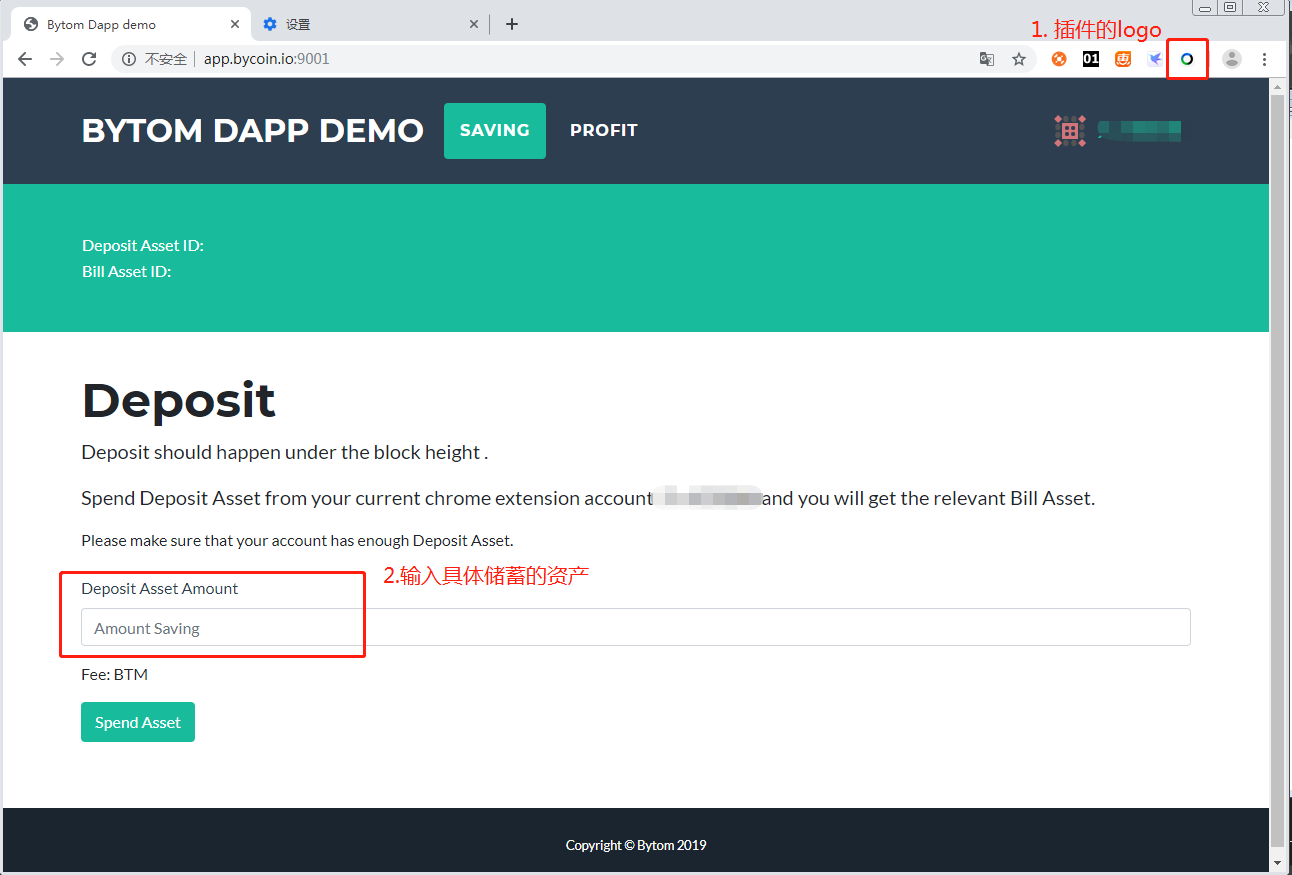 Bytom Dapp demo
设置
1. 插件的logo
不安全
app.bycoin.io:9001
01
惠
BYTOM DAPP DEMO
SAVING
PROFIT
Deposit Asset ID:
Bill Asset ID:
Deposit
Deposit should happen under the block height .
Spend Deposit Asset from your current chrome extension account and you will get the relevant Bill Asset.
Please make sure that your account has enough Deposit Asset.
2.输入具体储蓄的资产
Deposit Asset Amount
Amount Saving
Fee: BTM
Spend Asset
Copyright © Bytom 2019